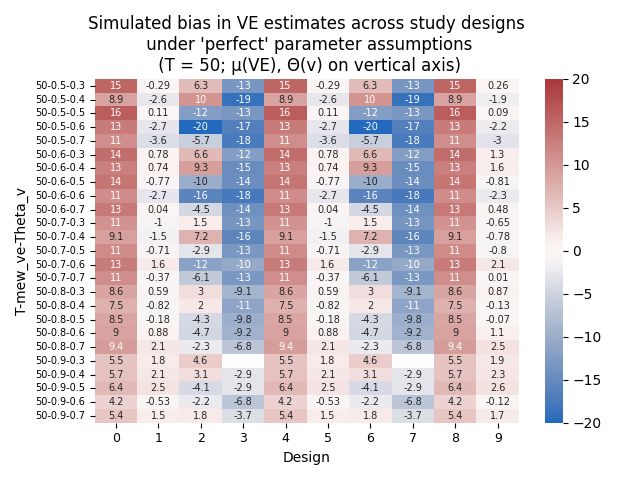 Simulated bias in VE estimates across study designs
under 'perfect' parameter assumptions
(T = 50; μ(VE), Θ(v) on vertical axis)
T-mew_ve-Theta_v
50-0.5-0.3 15 -0.29 6.3 -13 15 -0.29 6.3 -13 15 0.26
50-0.5-0.4 8.9 -2.6 10 -19 8.9 -2.6 10 -19 8.9 -1.9
50-0.5-0.5 16 0.11 -12 -13 16 0.11 -12 -13 16 0.09
50-0.5-0.6 13 -2.7 -20 -17 13 -2.7 -20 -17 13 -2.2
50-0.5-0.7 11 -3.6 -5.7 -18 11 -3.6 -5.7 -18 11 -3
50-0.6-0.3 14 0.78 6.6 -12 14 0.78 6.6 -12 14 1.3
50-0.6-0.4 13 0.74 9.3 -15 13 0.74 9.3 -15 13 1.6
50-0.6-0.5 14 -0.77 -10 -14 14 -0.77 -10 -14 14 -0.81
50-0.6-0.6 11 -2.7 -16 -18 11 -2.7 -16 -18 11 -2.3
50-0.6-0.7 13 0.04 -4.5 -14 13 0.04 -4.5 -14 13 0.48
50-0.7-0.3 11 -1 1.5 -13 11 -1 1.5 -13 11 -0.65
50-0.7-0.4 9.1 -1.5 7.2 -16 9.1 -1.5 7.2 -16 9.1 -0.78
50-0.7-0.5 11 -0.71 -2.9 -13 11 -0.71 -2.9 -13 11 -0.8
50-0.7-0.6 13 1.6 -12 -10 13 1.6 -12 -10 13 2.1
50-0.7-0.7 11 -0.37 -6.1 -13 11 -0.37 -6.1 -13 11 0.01
50-0.8-0.3 8.6 0.59 3 -9.1 8.6 0.59 3 -9.1 8.6 0.87
50-0.8-0.4 7.5 -0.82 2 -11 7.5 -0.82 2 -11 7.5 -0.13
50-0.8-0.5 8.5 -0.18 -4.3 -9.8 8.5 -0.18 -4.3 -9.8 8.5 -0.07
50-0.8-0.6 9 0.88 -4.7 -9.2 9 0.88 -4.7 -9.2 9 1.1
50-0.8-0.7 9.4 2.1 -2.3 -6.8 9.4 2.1 -2.3 -6.8 9.4 2.5
50-0.9-0.3 5.5 1.8 4.6 5.5 1.8 4.6 5.5 1.9
50-0.9-0.4 5.7 2.1 3.1 -2.9 5.7 2.1 3.1 -2.9 5.7 2.3
50-0.9-0.5 6.4 2.5 -4.1 -2.9 6.4 2.5 -4.1 -2.9 6.4 2.6
50-0.9-0.6 4.2 -0.53 -2.2 -6.8 4.2 -0.53 -2.2 -6.8 4.2 -0.12
50-0.9-0.7 5.4 1.5 1.8 -3.7 5.4 1.5 1.8 -3.7 5.4 1.7
0 1 2 3 4 5 6 7 8 9
Design
20
15
10
5
0
−5
−10
−15
−20